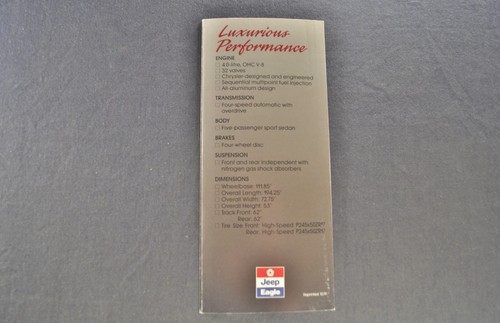 Luxurious
Performance
ENGINE
4.0 litre, OHC V-8
32 valves
Chrysler designed and engineered
Sequential multipoint fuel injection
All-aluminum design
TRANSMISSION
Four-speed automatic with
overdrive
BODY
Five-passenger sport sedan
BRAKES
Four-wheel disc
SUSPENSION
Front and rear independent with
nitrogen gas shock absorbers
DIMENSIONS
Wheelbase: 111.85"
Overall Length: 194.25"
Overall Width: 72.75"
Overall Height: 53"
Track Front: 62"
Rear: 62"
Tire Size Front: High Speed
Rear: High Speed
Jeep
Eagle